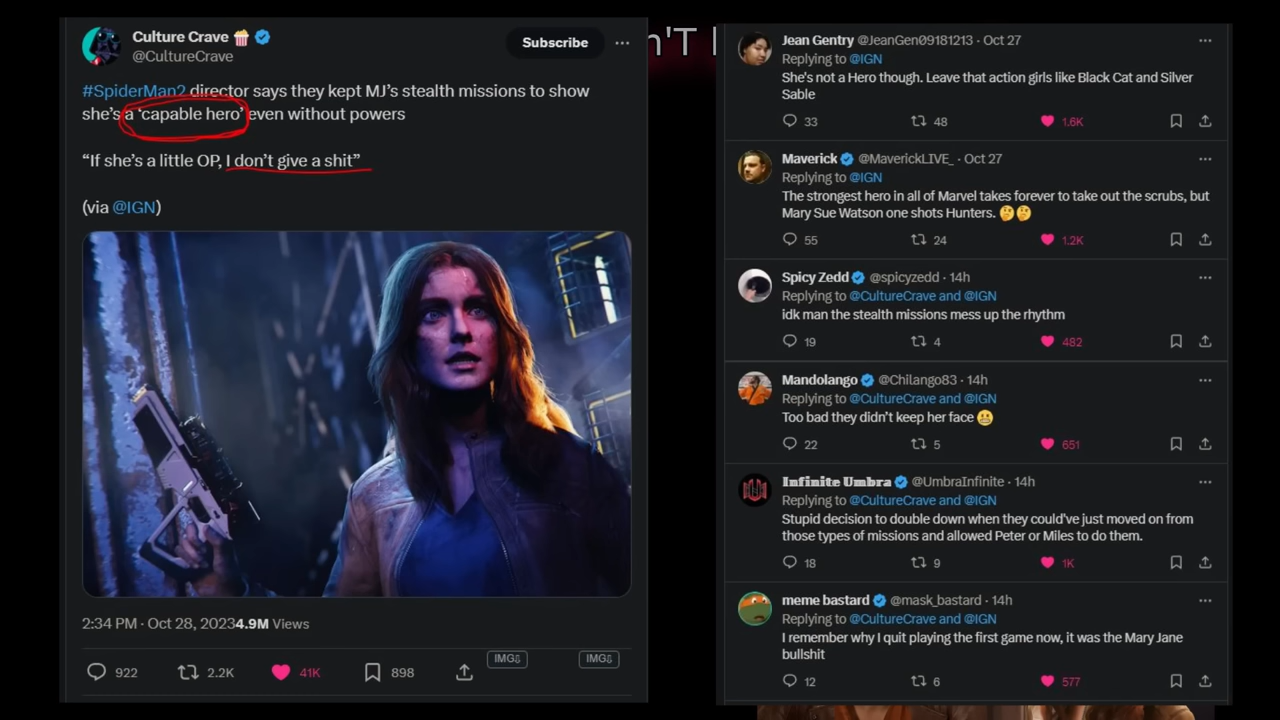 Culture Crave
@CultureCrave
Subscribe
#SpiderMan2 director says they kept MJ's stealth missions to show
she's a 'capable hero' even without powers
“If she's a little OP, I don't give a shit”
(via @IGN)
2:34 PM · Oct 28, 20234.9M Views
922
2.2K
41K
898
IMG
IMG
n'T
Jean Gentry @JeanGen09181213 · Oct 27
Replying to @IGN
She's not a Hero though. Leave that action girls like Black Cat and Silver
Sable
33
48
1.6K
Maverick @MaverickLIVE_ · Oct 27
Replying to @IGN
The strongest hero in all of Marvel takes forever to take out the scrubs, but
Mary Sue Watson one shots Hunters.
55
24
1.2K
Spicy Zedd @spicyzedd · 14h
Replying to @CultureCrave and @IGN
idk man the stealth missions mess up the rhythm
19
4
482
Mandolango @Chilango83 · 14h
Replying to @CultureCrave and @IGN
Too bad they didn't keep her face
22
5
651
Infinite Umbra @UmbraInfinite · 14h
Replying to @CultureCrave and @IGN
Stupid decision to double down when they could've just moved on from
those types of missions and allowed Peter or Miles to do them.
18
9
1K
meme bastard @mask_bastard · 14h
Replying to @CultureCrave and @IGN
I remember why I quit playing the first game now, it was the Mary Jane
bullshit
12
6
577